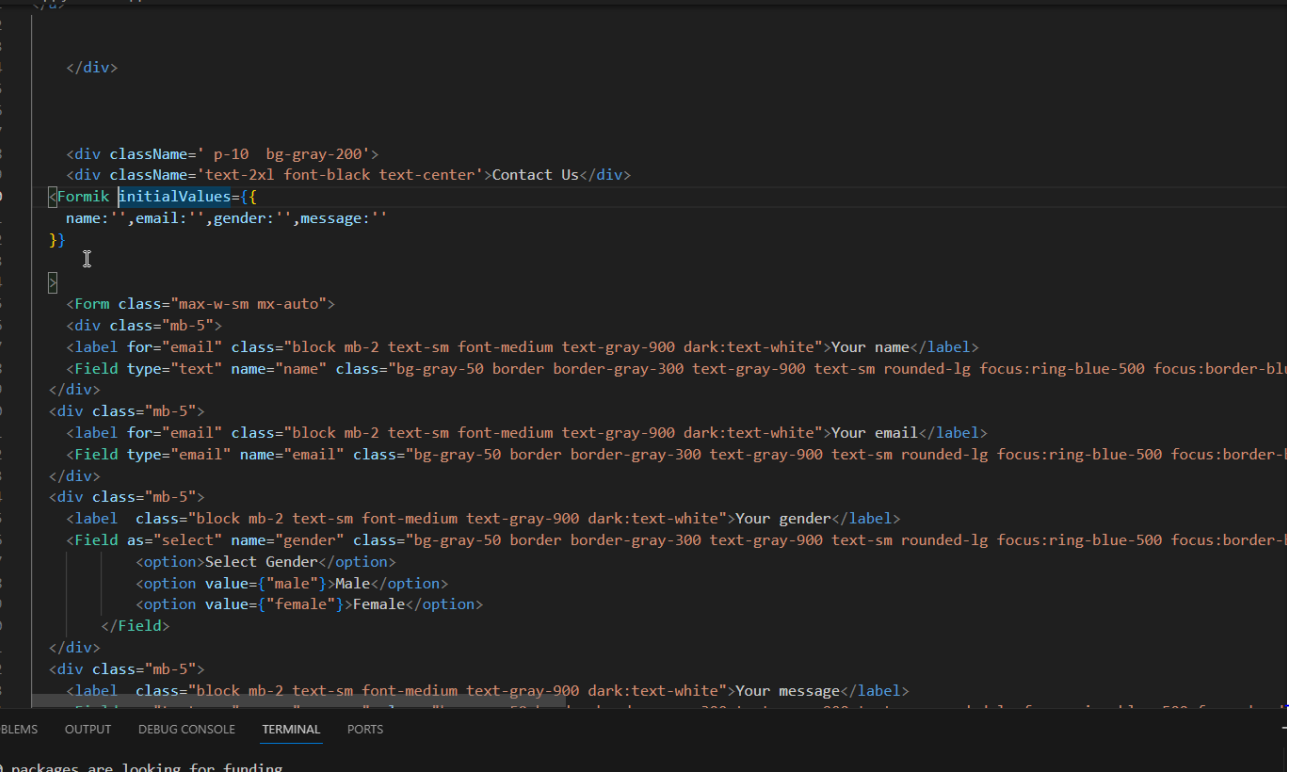 </a>
</div>
<div className=' p-10  bg-gray-200'>
<div className='text-2xl font-black text-center'>Contact Us</div>
<Formik initialValues={{
name:'',email:'',gender:'',message:''
}}
>
<Form class="max-w-sm mx-auto">
<div class="mb-5">
<label for="email" class="block mb-2 text-sm font-medium text-gray-900 dark:text-white">Your name</label>
<Field type="text" name="name" class="bg-gray-50 border border-gray-300 text-gray-900 text-sm rounded-lg focus:ring-blue-500 focus:border-blu
</div>
<div class="mb-5">
<label for="email" class="block mb-2 text-sm font-medium text-gray-900 dark:text-white">Your email</label>
<Field type="email" name="email" class="bg-gray-50 border border-gray-300 text-gray-900 text-sm rounded-lg focus:ring-blue-500 focus:border-b
</div>
<div class="mb-5">
<label  class="block mb-2 text-sm font-medium text-gray-900 dark:text-white">Your gender</label>
<Field as="select" name="gender" class="bg-gray-50 border border-gray-300 text-gray-900 text-sm rounded-lg focus:ring-blue-500 focus:border-b
<option>Select Gender</option>
<option value={"male"}>Male</option>
<option value={"female"}>Female</option>
</Field>
</div>
<div class="mb-5">
<label  class="block mb-2 text-sm font-medium text-gray-900 dark:text-white">Your message</label>
OBLEMS OUTPUT DEBUG CONSOLE TERMINAL PORTS
packages are looking for funding